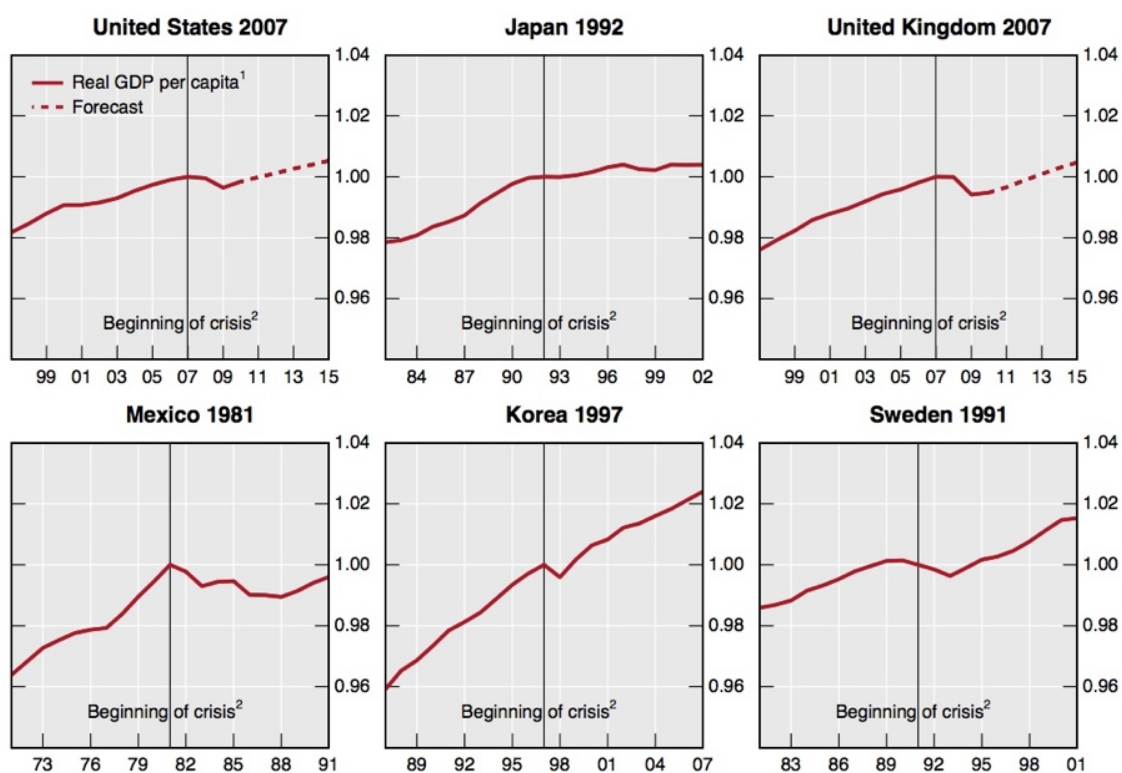 United States 2007
Japan 1992
United Kingdom 2007
Real GDP per capita¹
Forecast
1.04
1.02
1.00
0.98
0.96
Beginning of crisis²
99 01 03 05 07 09 11 13 15
1.04
1.02
1.00
0.98
0.96
Beginning of crisis²
84 87 90 93 96 99 02
1.04
1.02
1.00
0.98
0.96
Beginning of crisis²
99 01 03 05 07 09 11 13 15
Mexico 1981
Korea 1997
Sweden 1991
1.04
1.02
1.00
0.98
0.96
Beginning of crisis²
73 76 79 82 85 88 91
1.04
1.02
1.00
0.98
0.96
Beginning of crisis²
89 92 95 98 01 04 07
1.04
1.02
1.00
0.98
0.96
Beginning of crisis²
83 86 89 92 95 98 01